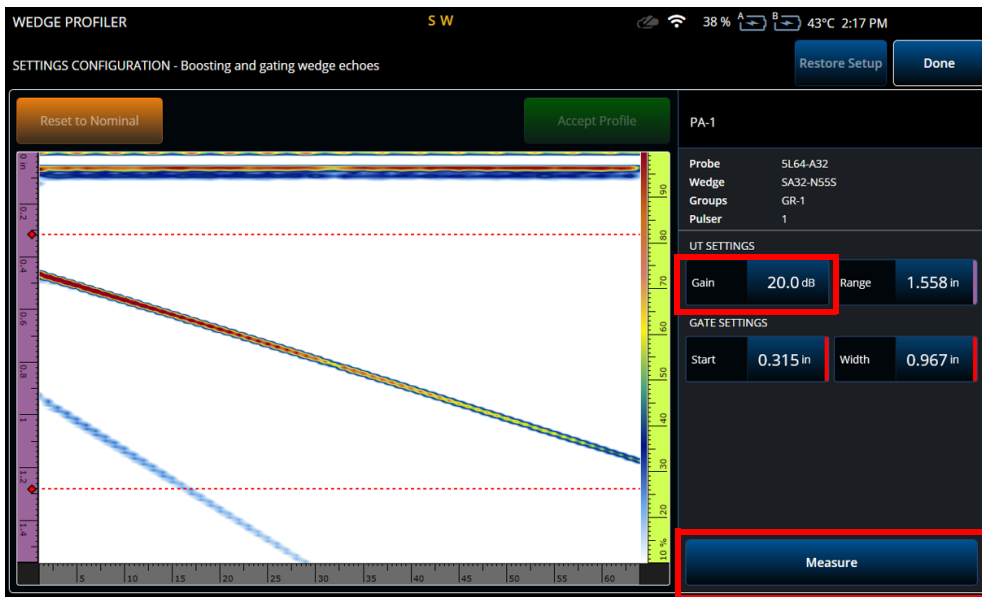 WEDGE PROFILER S W 38 % A B 43°C 2:17 PM
SETTINGS CONFIGURATION - Boosting and gating wedge echoes Restore Setup Done
Reset to Nominal Accept Profile PA-1
Probe 5L64-A32
Wedge SA32-N55S
Groups GR-1
Pulser 1
UT SETTINGS
Gain 20.0 dB Range 1.558 in
GATE SETTINGS
Start 0.315 in Width 0.967 in
Measure
0 in 0.2 0.4 0.6 0.8 1 1.2 1.4
90 80 70 60 50 40 30 20 10 %
5 10 15 20 25 30 35 40 45 50 55 60